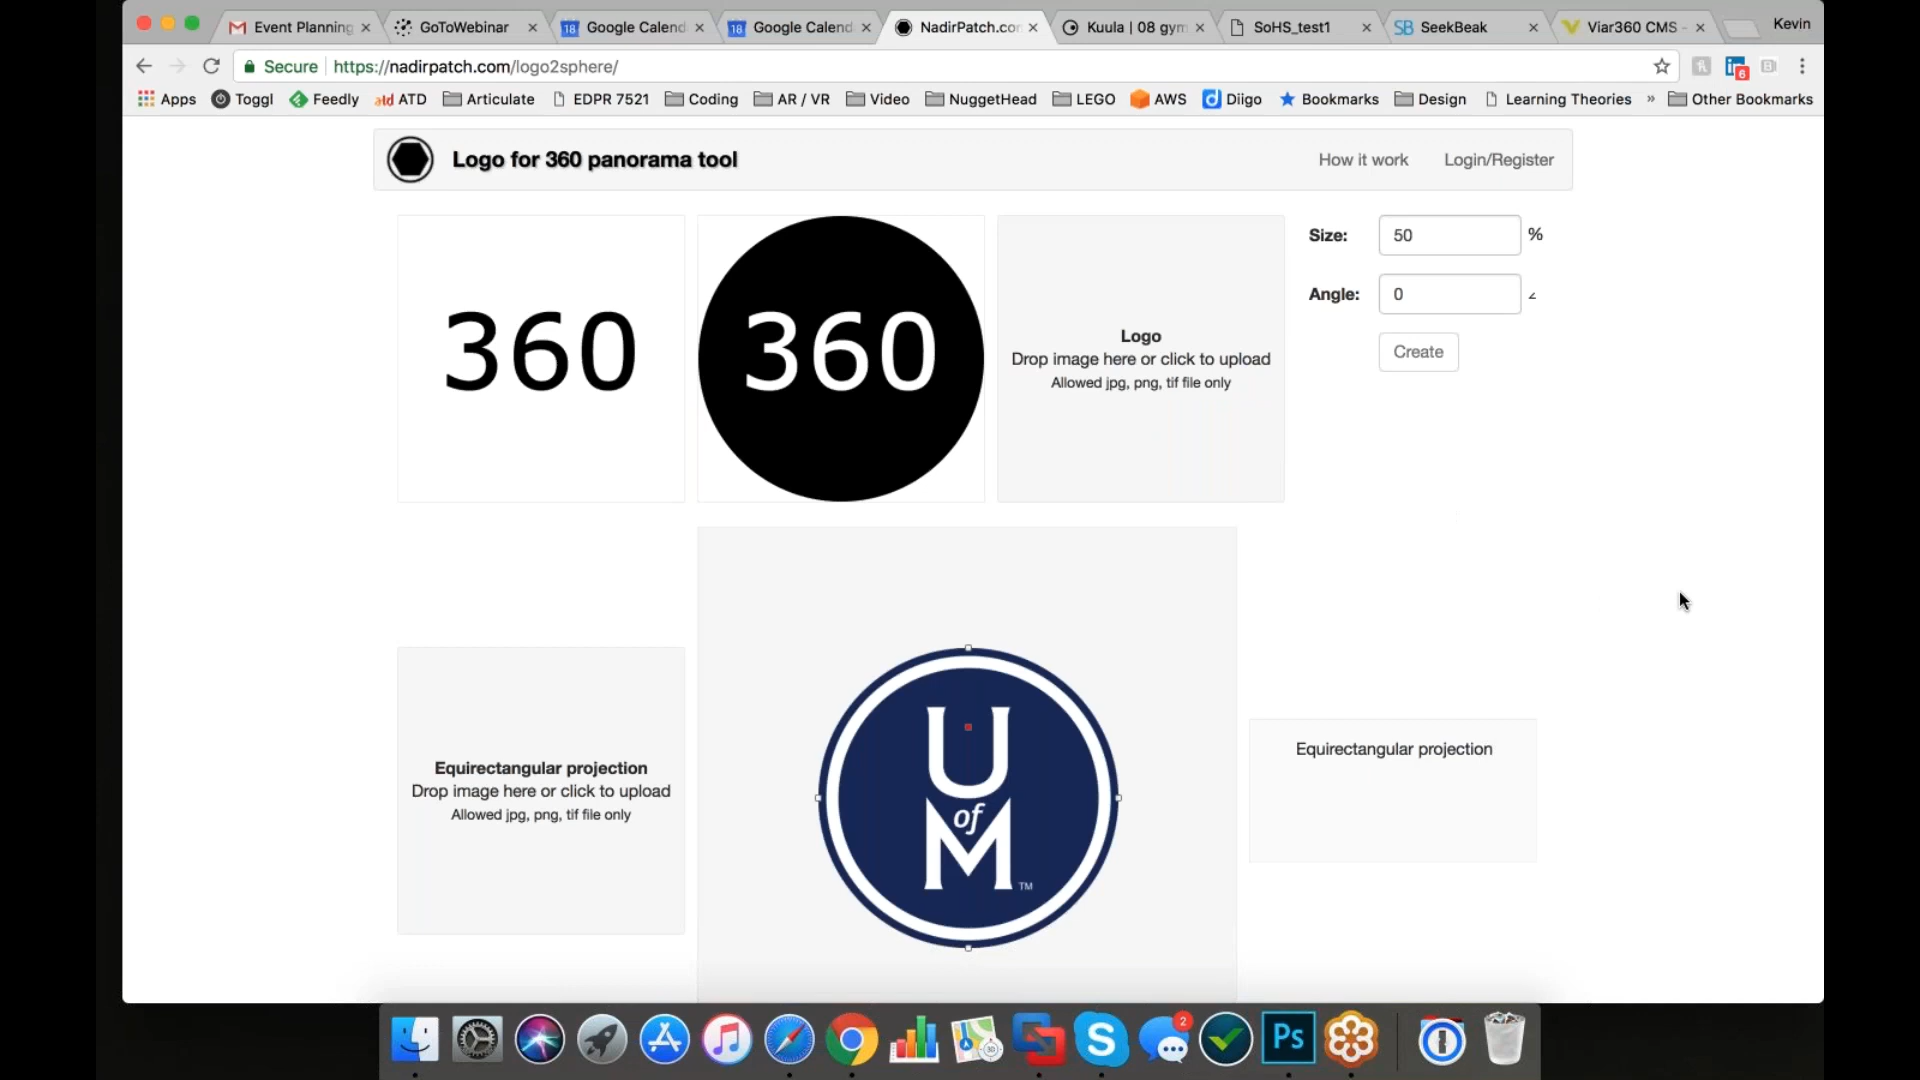 Event Planning
GoToWebinar
Google Calend
Google Calend
NadirPatch.co
Kuula | 08 gym
SoHS_test1
SeekBeak
Viar360 CMS -
Kevin
Secure
https://nadirpatch.com/logo2sphere/
6
Apps
Toggl
Feedly
ATD
Articulate
EDPR 7521
Coding
AR / VR
Video
NuggetHead
LEGO
AWS
Diigo
Bookmarks
Design
Learning Theories
»
Other Bookmarks
Logo for 360 panorama tool
How it work
Login/Register
360
360
Logo
Drop image here or click to upload
Allowed jpg, png, tif file only
Size:
50
%
Angle:
0
∠
Create
Equirectangular projection
Drop image here or click to upload
Allowed jpg, png, tif file only
U
of
M
TM
Equirectangular projection
2
Ps